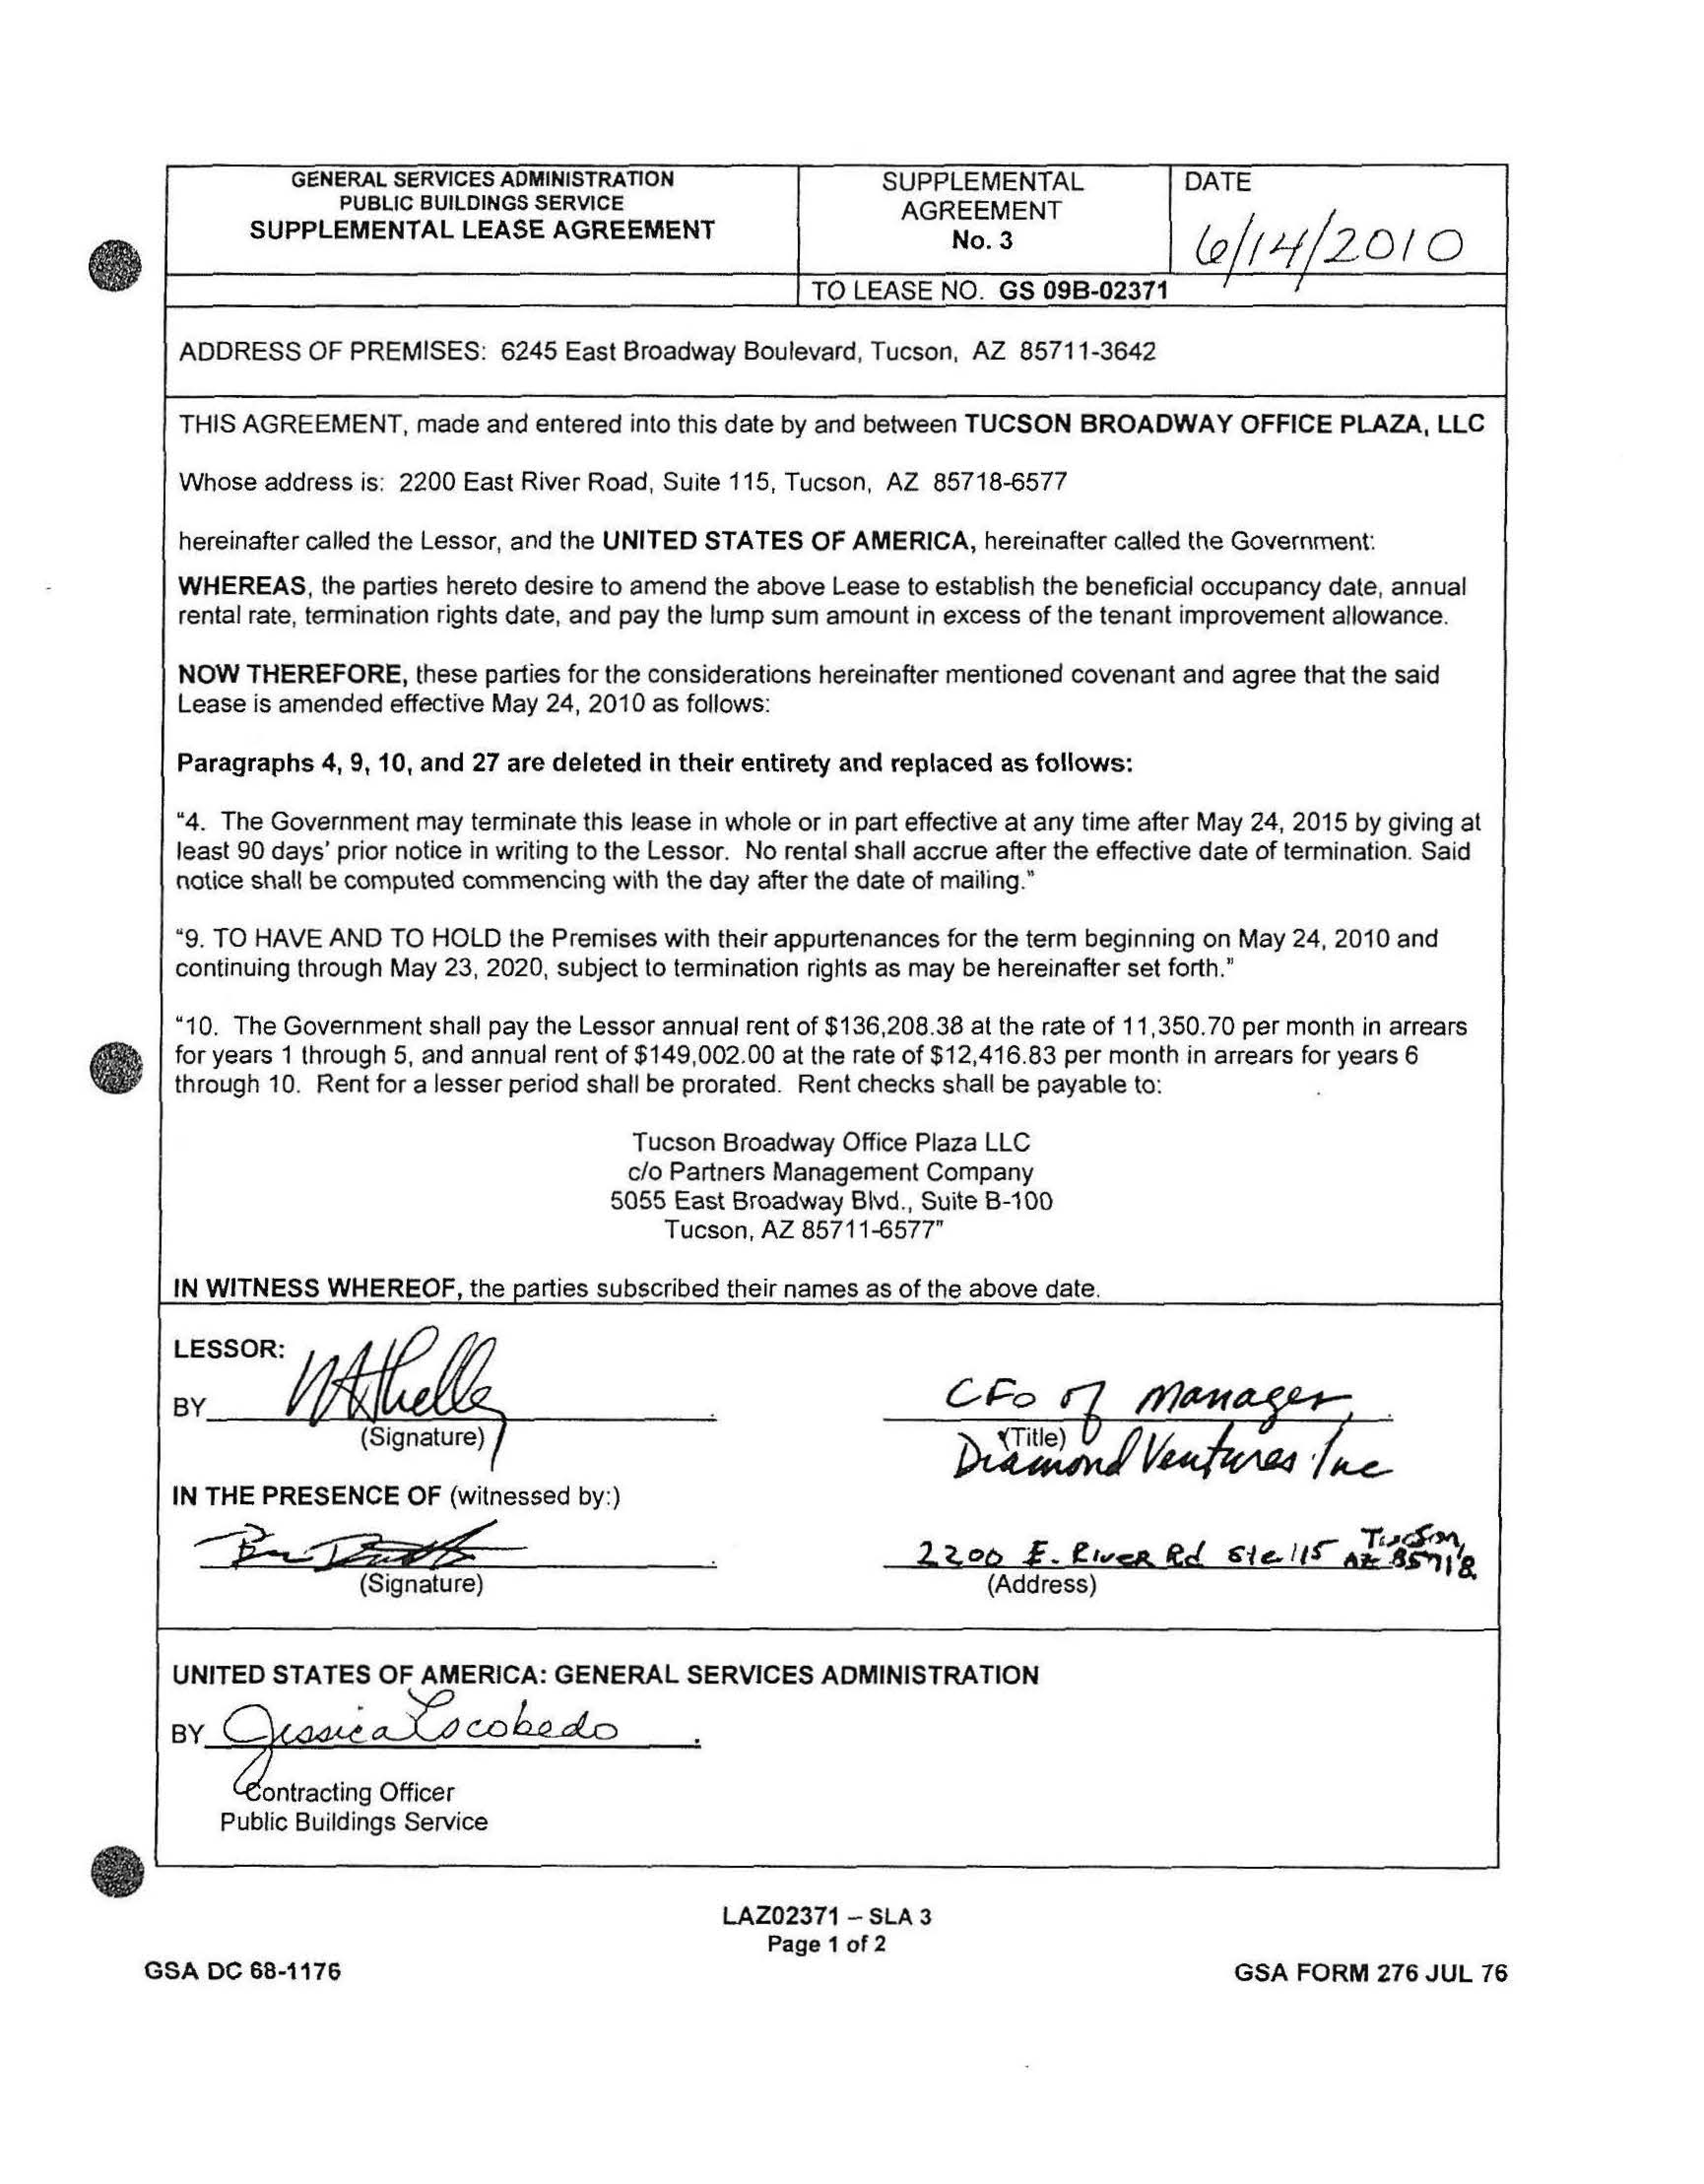 GENERAL SERVICES ADMINISTRATION
PUBLIC BUILDINGS SERVICE
SUPPLEMENTAL LEASE AGREEMENT
SUPPLEMENTAL
AGREEMENT
No. 3
DATE
6/14/2010
TO LEASE NO. GS 09B-02371
ADDRESS OF PREMISES: 6245 East Broadway Boulevard, Tucson, AZ 85711-3642
THIS AGREEMENT, made and entered into this date by and between TUCSON BROADWAY OFFICE PLAZA, LLC
Whose address is: 2200 East River Road, Suite 115, Tucson, AZ 85718-6577
hereinafter called the Lessor, and the UNITED STATES OF AMERICA, hereinafter called the Government:
WHEREAS, the parties hereto desire to amend the above Lease to establish the beneficial occupancy date, annual
rental rate, termination rights date, and pay the lump sum amount in excess of the tenant improvement allowance.
NOW THEREFORE, these parties for the considerations hereinafter mentioned covenant and agree that the said
Lease is amended effective May 24, 2010 as follows:
Paragraphs 4, 9, 10, and 27 are deleted in their entirety and replaced as follows:
“4. The Government may terminate this lease in whole or in part effective at any time after May 24, 2015 by giving at
least 90 days' prior notice in writing to the Lessor. No rental shall accrue after the effective date of termination. Said
notice shall be computed commencing with the day after the date of mailing.”
“9. TO HAVE AND TO HOLD the Premises with their appurtenances for the term beginning on May 24, 2010 and
continuing through May 23, 2020, subject to termination rights as may be hereinafter set forth.”
“10. The Government shall pay the Lessor annual rent of $136,208.38 at the rate of 11,350.70 per month in arrears
for years 1 through 5, and annual rent of $149,002.00 at the rate of $12,416.83 per month in arrears for years 6
through 10. Rent for a lesser period shall be prorated. Rent checks shall be payable to:
Tucson Broadway Office Plaza LLC
c/o Partners Management Company
5055 East Broadway Blvd., Suite B-100
Tucson, AZ 85711-6577”
IN WITNESS WHEREOF, the parties subscribed their names as of the above date.
LESSOR:
BY
(Signature)
CFO of Manager,
(Title)
Diamond Ventures Inc
IN THE PRESENCE OF (witnessed by:)
(Signature)
2200 E. River Rd Ste 115 Tucson, AZ 85718
(Address)
UNITED STATES OF AMERICA: GENERAL SERVICES ADMINISTRATION
BY Jessica Escobedo
Contracting Officer
Public Buildings Service
LAZ02371 – SLA 3
Page 1 of 2
GSA DC 68-1176
GSA FORM 276 JUL 76